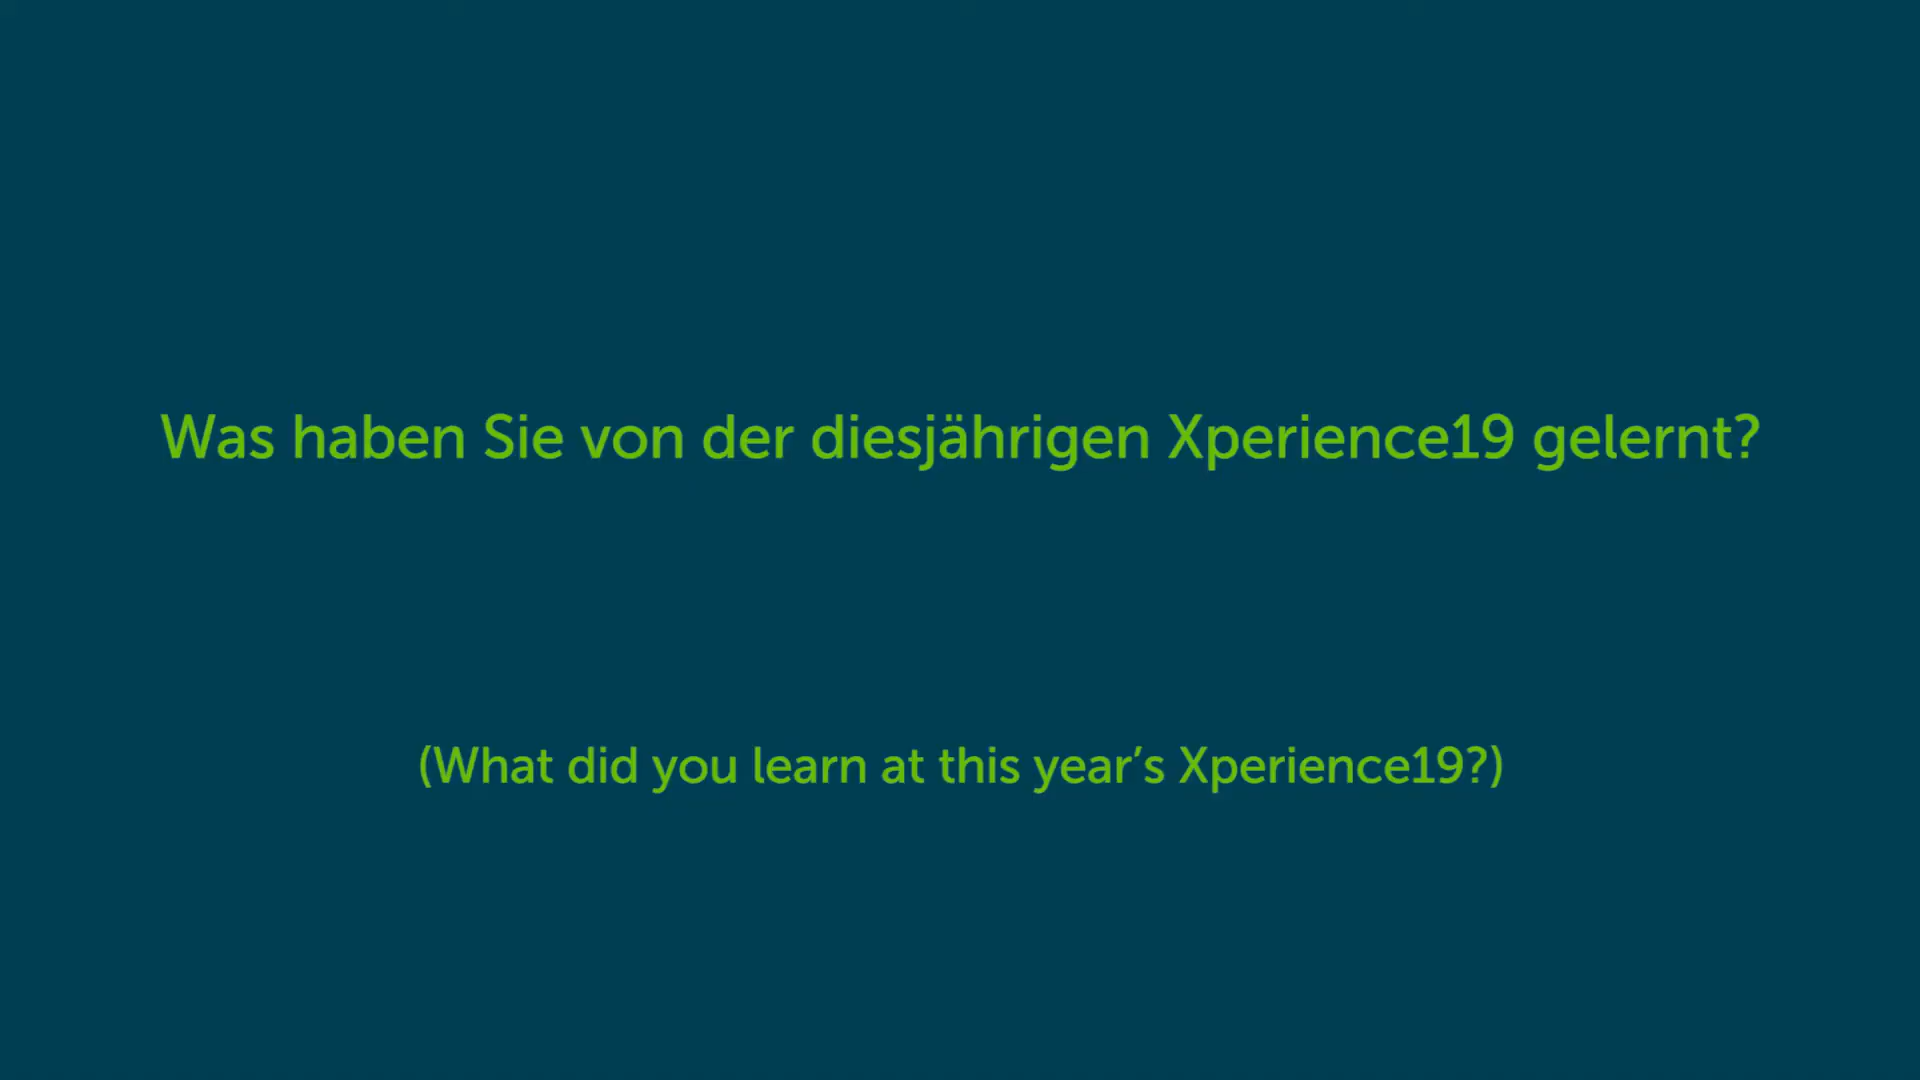 Was haben Sie von der diesjährigen Xperience19 gelernt?
(What did you learn at this year’s Xperience19?)